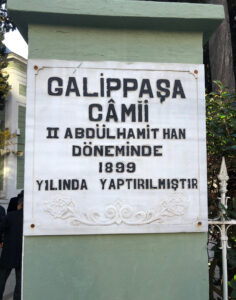 GALİPPAŞA
CÂMİİ
II ABDÜLHAMİT HAN
DÖNEMİNDE
1899
YILINDA YAPTIRILMIŞTIR